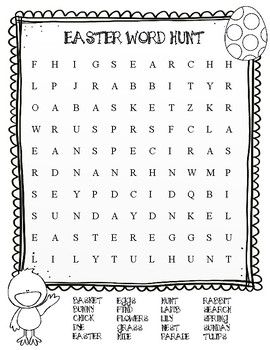 EASTER WORD HUNT
F H I G S E A R C H H
L P J R A B B I T Y R
O A B A S K E T Z K R
W R U S P R S F C L A
E A N S P E C I R A S
R D N A N R H N W M P
S E Y P D C I D Q B I
S U N D A Y D N K E L
E A S T E R E G G S U
L I L Y T U L H U N T
BASKET EGGS HUNT RABBIT
BUNNY FIND LAMB SEARCH
CHICK FLOWERS LILY SPRING
DYE GRASS NEST SUNDAY
EASTER HIDE PARADE TULIPS